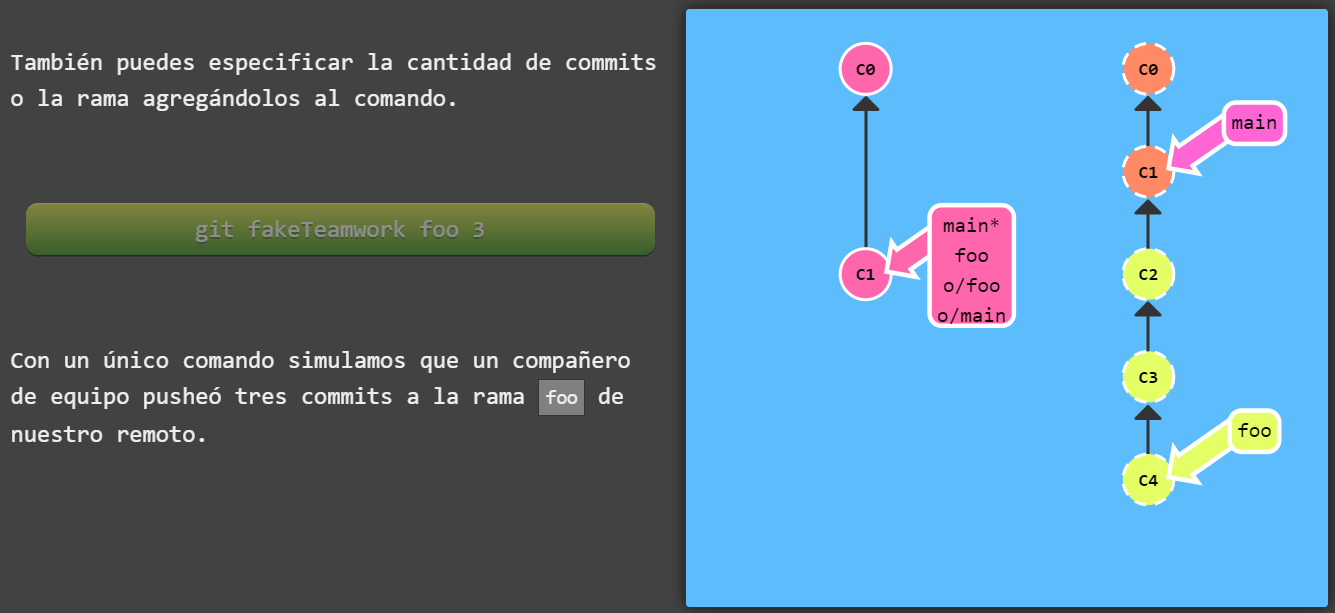 También puedes especificar la cantidad de commits
o la rama agregándolos al comando.
git fakeTeamwork foo 3
Con un único comando simulamos que un compañero
de equipo pusheó tres commits a la rama foo de
nuestro remoto.
C0
C1
main*
foo
o/foo
o/main
C0
main
C1
C2
C3
foo
C4